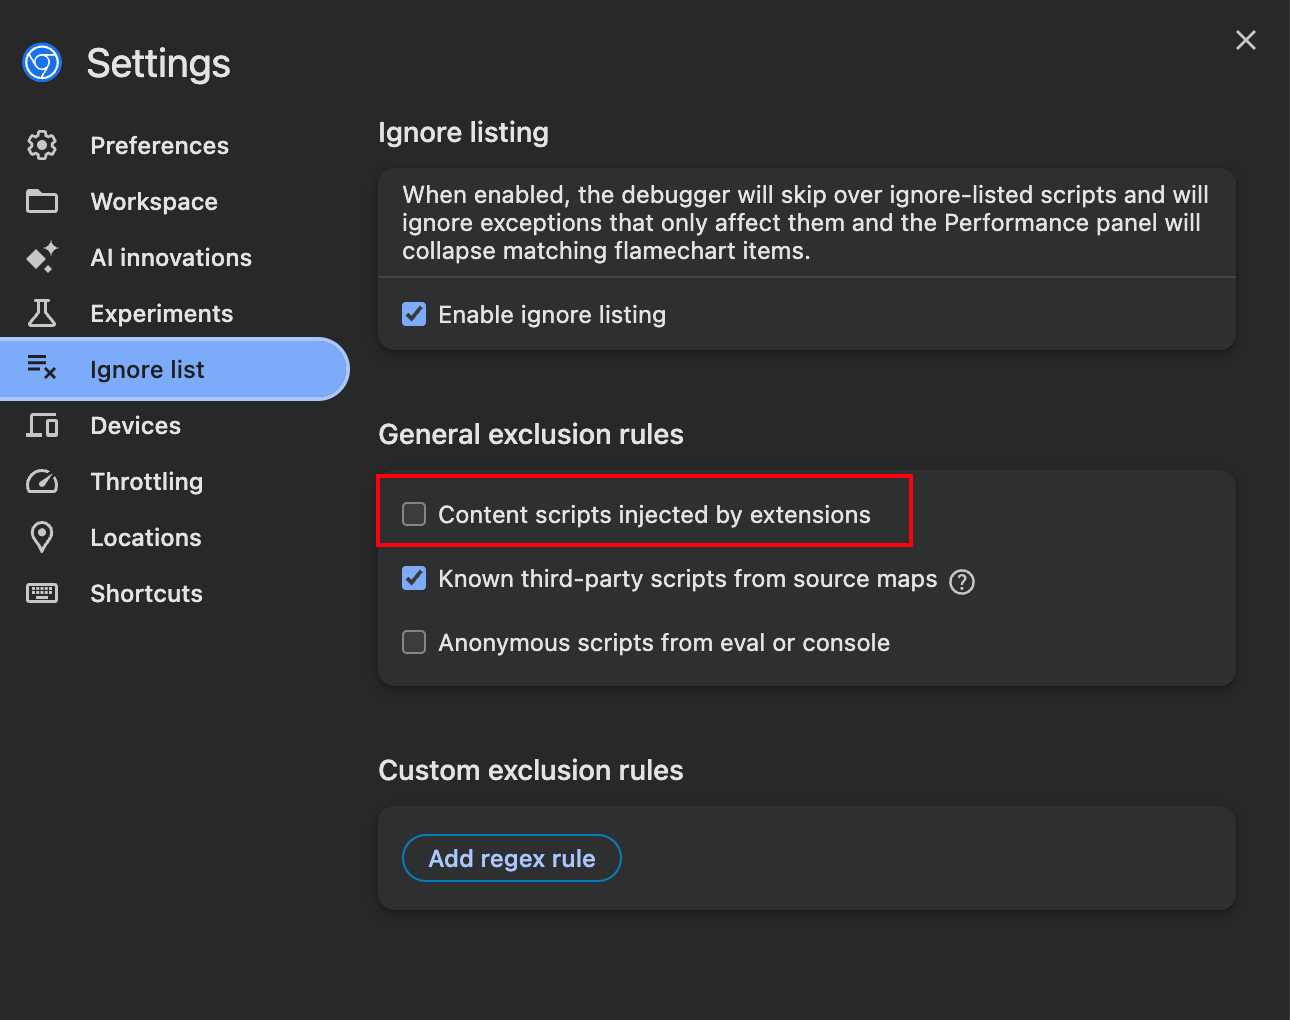 Settings
Preferences
Workspace
AI innovations
Experiments
Ignore list
Devices
Throttling
Locations
Shortcuts
Ignore listing
When enabled, the debugger will skip over ignore-listed scripts and will
ignore exceptions that only affect them and the Performance panel will
collapse matching flamechart items.
Enable ignore listing
General exclusion rules
Content scripts injected by extensions
Known third-party scripts from source maps
Anonymous scripts from eval or console
Custom exclusion rules
Add regex rule